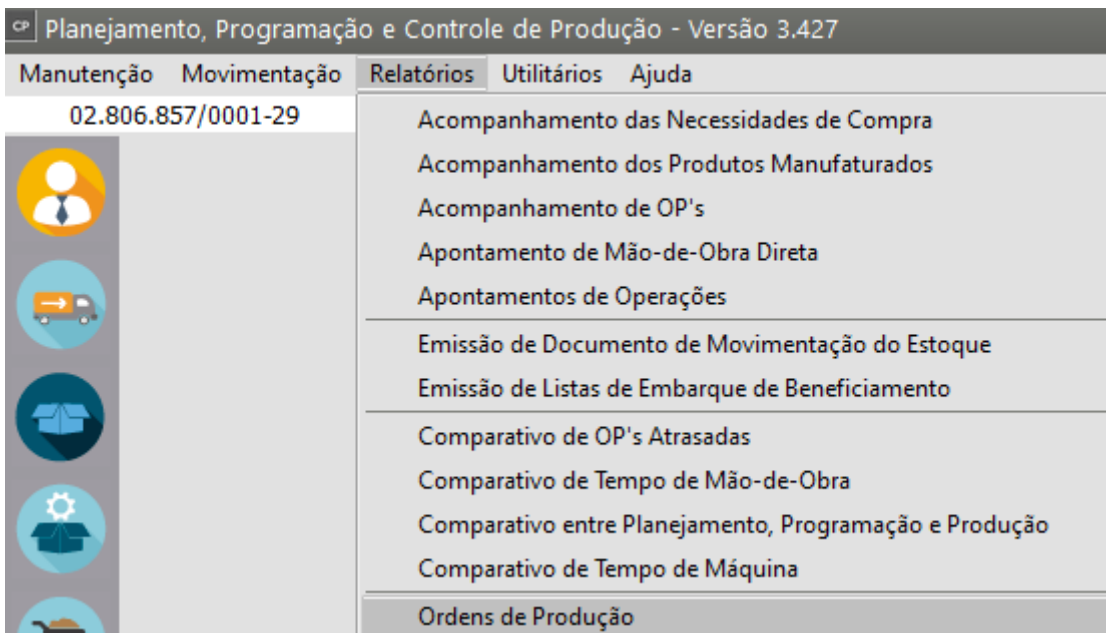 CP Planejamento, Programação e Controle de Produção - Versão 3.427
Manutenção Movimentação Relatórios Utilitários Ajuda
02.806.857/0001-29
Acompanhamento das Necessidades de Compra
Acompanhamento dos Produtos Manufaturados
Acompanhamento de OP's
Apontamento de Mão-de-Obra Direta
Apontamentos de Operações
Emissão de Documento de Movimentação do Estoque
Emissão de Listas de Embarque de Beneficiamento
Comparativo de OP's Atrasadas
Comparativo de Tempo de Mão-de-Obra
Comparativo entre Planejamento, Programação e Produção
Comparativo de Tempo de Máquina
Ordens de Produção